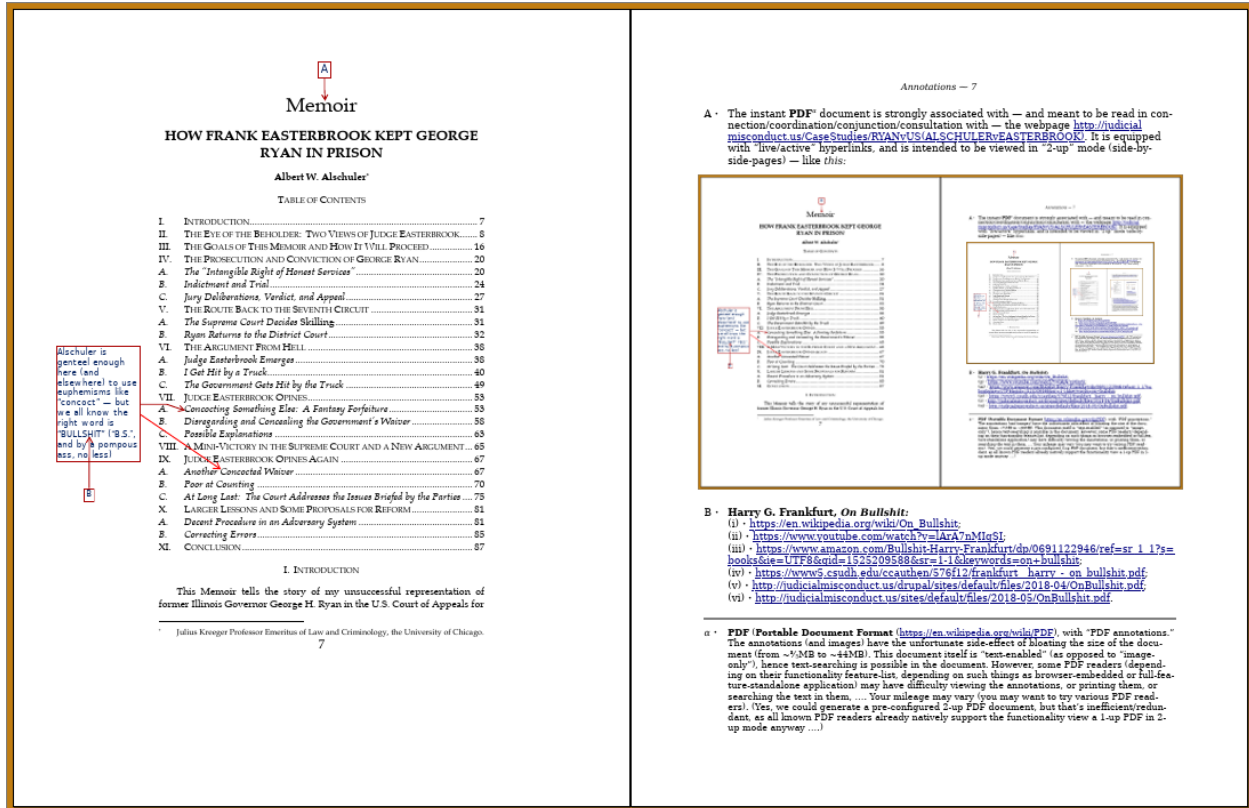 A
Memoir
HOW FRANK EASTERBROOK KEPT GEORGE
RYAN IN PRISON
Albert W. Alschuler*
TABLE OF CONTENTS
I. INTRODUCTION 7
II. THE EYE OF THE BEHOLDER: TWO VIEWS OF JUDGE EASTERBROOK 8
III. THE GOALS OF THIS MEMOIR AND HOW IT WILL PROCEED 16
IV. THE PROSECUTION AND CONVICTION OF GEORGE RYAN 20
A. The "Intangible Right of Honest Services" 20
B. Indictment and Trial 24
C. Jury Deliberations, Verdict, and Appeal 27
V. THE ROUTE BACK TO THE SEVENTH CIRCUIT 31
A. The Supreme Court Decides Skilling 31
B. Ryan Returns to the District Court 32
VI. THE ARGUMENT FROM HELL 38
A. Judge Easterbrook Emerges 38
B. I Get Hit by a Truck 40
C. The Government Gets Hit by the Truck 49
VII. JUDGE EASTERBROOK OPINES 53
A. Concocting Something Else: A Fantasy Forfeiture 53
B. Disregarding and Concealing the Government's Waiver 58
C. Possible Explanations 63
VIII. A MINI-VICTORY IN THE SUPREME COURT AND A NEW ARGUMENT 65
IX. JUDGE EASTERBROOK OPINES AGAIN 67
A. Another Concocted Waiver 67
B. Poor at Counting 70
C. At Long Last: The Court Addresses the Issues Briefed by the Parties 75
X. LARGER LESSONS AND SOME PROPOSALS FOR REFORM 81
A. Decent Procedure in an Adversary System 81
B. Correcting Errors 85
XI. CONCLUSION 87
Alschuler is
genteel enough
here (and
elsewhere) to use
euphemisms like
"concoct" — but
we all know the
right word is
"BULLSHIT" ("B.S.",
and by a pompous
ass, no less)
B
I. INTRODUCTION
This Memoir tells the story of my unsuccessful representation of
former Illinois Governor George H. Ryan in the U.S. Court of Appeals for
* Julius Kreeger Professor Emeritus of Law and Criminology, the University of Chicago.
7
Annotations — 7
A · The instant PDFα document is strongly associated with — and meant to be read in con-
nection/coordination/conjunction/consultation with — the webpage http://judicial
misconduct.us/CaseStudies/RYANvUS(ALSCHULERvEASTERBROOK). It is equipped
with "live/active" hyperlinks, and is intended to be viewed in "2-up" mode (side-by-
side-pages) — like this:
Memoir
HOW FRANK EASTERBROOK KEPT GEORGE
RYAN IN PRISON
Albert W. Alschuler
B · Harry G. Frankfurt, On Bullshit:
(i) · https://en.wikipedia.org/wiki/On_Bullshit;
(ii) · https://www.youtube.com/watch?v=lArA7nMIqSI;
(iii) · https://www.amazon.com/Bullshit-Harry-Frankfurt/dp/0691122946/ref=sr_1_1?s=
books&ie=UTF8&qid=1525209588&sr=1-1&keywords=on+bullshit;
(iv) · https://www5.csudh.edu/ccauthen/576f12/frankfurt__harry_-_on_bullshit.pdf;
(v) · http://judicialmisconduct.us/drupal/sites/default/files/2018-04/OnBullshit.pdf;
(vi) · http://judicialmisconduct.us/sites/default/files/2018-05/OnBullshit.pdf.
α · PDF (Portable Document Format (https://en.wikipedia.org/wiki/PDF), with "PDF annotations."
The annotations (and images) have the unfortunate side-effect of bloating the size of the docu-
ment (from MB to MB). This document itself is "text-enabled" (as opposed to "image-
only"), hence text-searching is possible in the document. However, some PDF readers (depend-
ing on their functionality feature-list, depending on such things as browser-embedded or full-fea-
ture-standalone application) may have difficulty viewing the annotations, or printing them, or
searching the text in them, .... Your mileage may vary (you may want to try various PDF read-
ers). (Yes, we could generate a pre-configured 2-up PDF document, but that's inefficient/redun-
dant, as all known PDF readers already natively support the functionality view a 1-up PDF in 2-
up mode anyway ....)